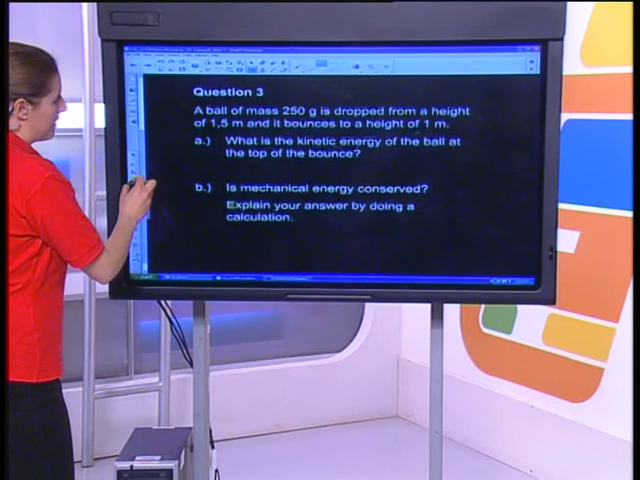 Question 3
A ball of mass 250 g is dropped from a height
of 1,5 m and it bounces to a height of 1 m.
a.) What is the kinetic energy of the ball at
the top of the bounce?
b.) Is mechanical energy conserved?
Explain your answer by doing a
calculation.